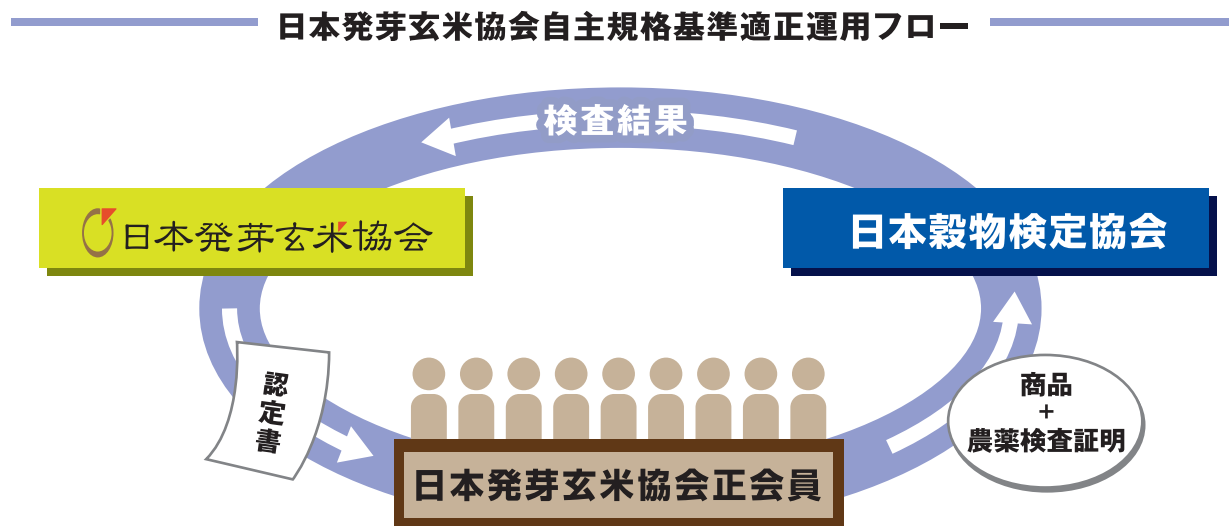 日本発芽玄米協会自主規格基準適正運用フロー
検査結果
日本発芽玄米協会
日本穀物検定協会
認定書
商品
+
農薬検査証明
日本発芽玄米協会正会員